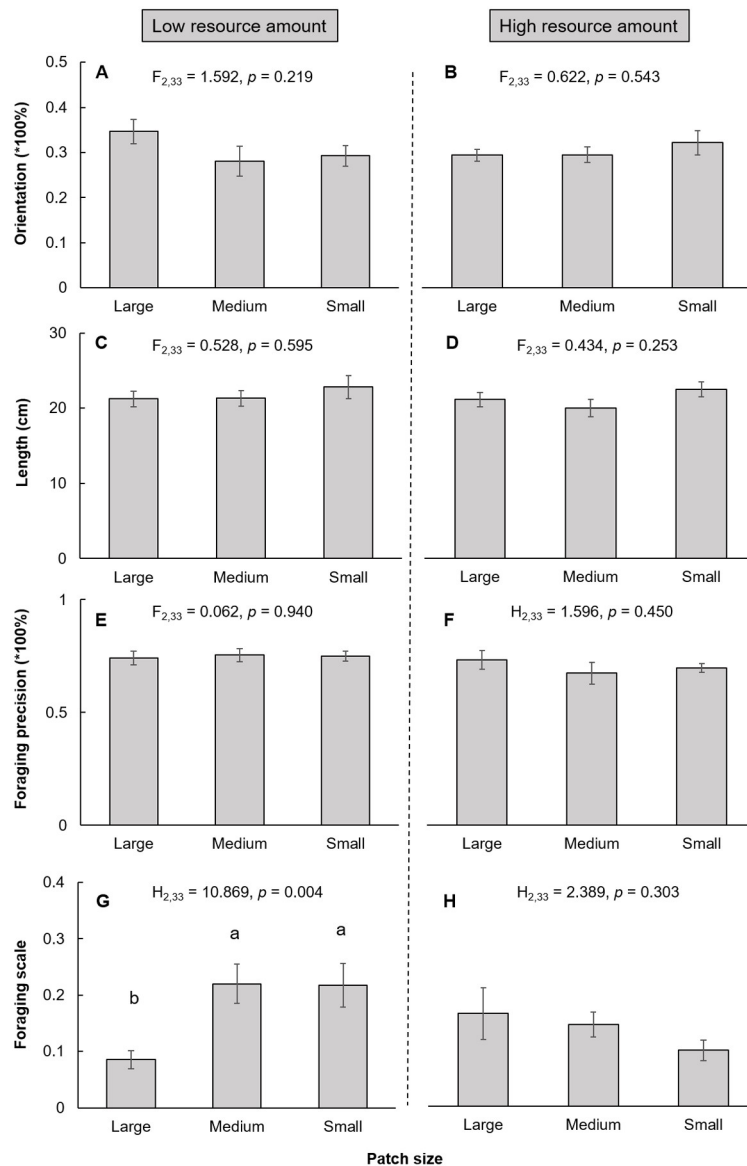 Low resource amount High resource amount
A F2,33 = 1.592, p = 0.219
B F2,33 = 0.622, p = 0.543
Orientation (*100%)
0.5
0.4
0.3
0.2
0.1
0
Large Medium Small
Large Medium Small
C F2,33 = 0.528, p = 0.595
D F2,33 = 0.434, p = 0.253
Length (cm)
30
20
10
0
Large Medium Small
Large Medium Small
E F2,33 = 0.062, p = 0.940
F H2,33 = 1.596, p = 0.450
Foraging precision (*100%)
1
0.5
0
Large Medium Small
Large Medium Small
G H2,33 = 10.869, p = 0.004
H H2,33 = 2.389, p = 0.303
Foraging scale
0.4
0.3
0.2
0.1
0
b a a
Large Medium Small
Large Medium Small
Patch size